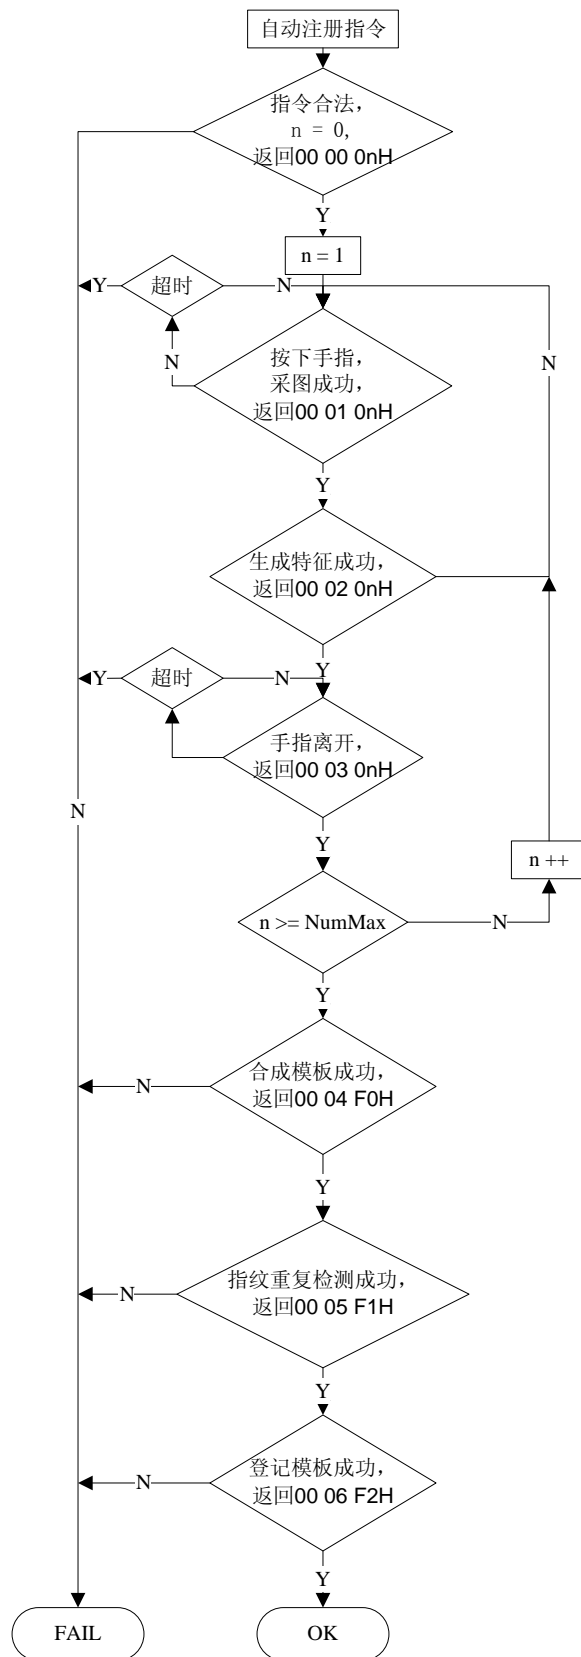 自动注册指令
指令合法，
n = 0,
返回00 00 0nH
Y
n = 1
Y
超时
N
N
按下手指，
采图成功，
返回00 01 0nH
N
Y
生成特征成功，
返回00 02 0nH
Y
Y
超时
N
手指离开，
返回00 03 0nH
N
Y
n ++
n >= NumMax
N
Y
合成模板成功，
返回00 04 F0H
N
Y
指纹重复检测成功，
返回00 05 F1H
N
Y
登记模板成功，
返回00 06 F2H
N
Y
FAIL
OK